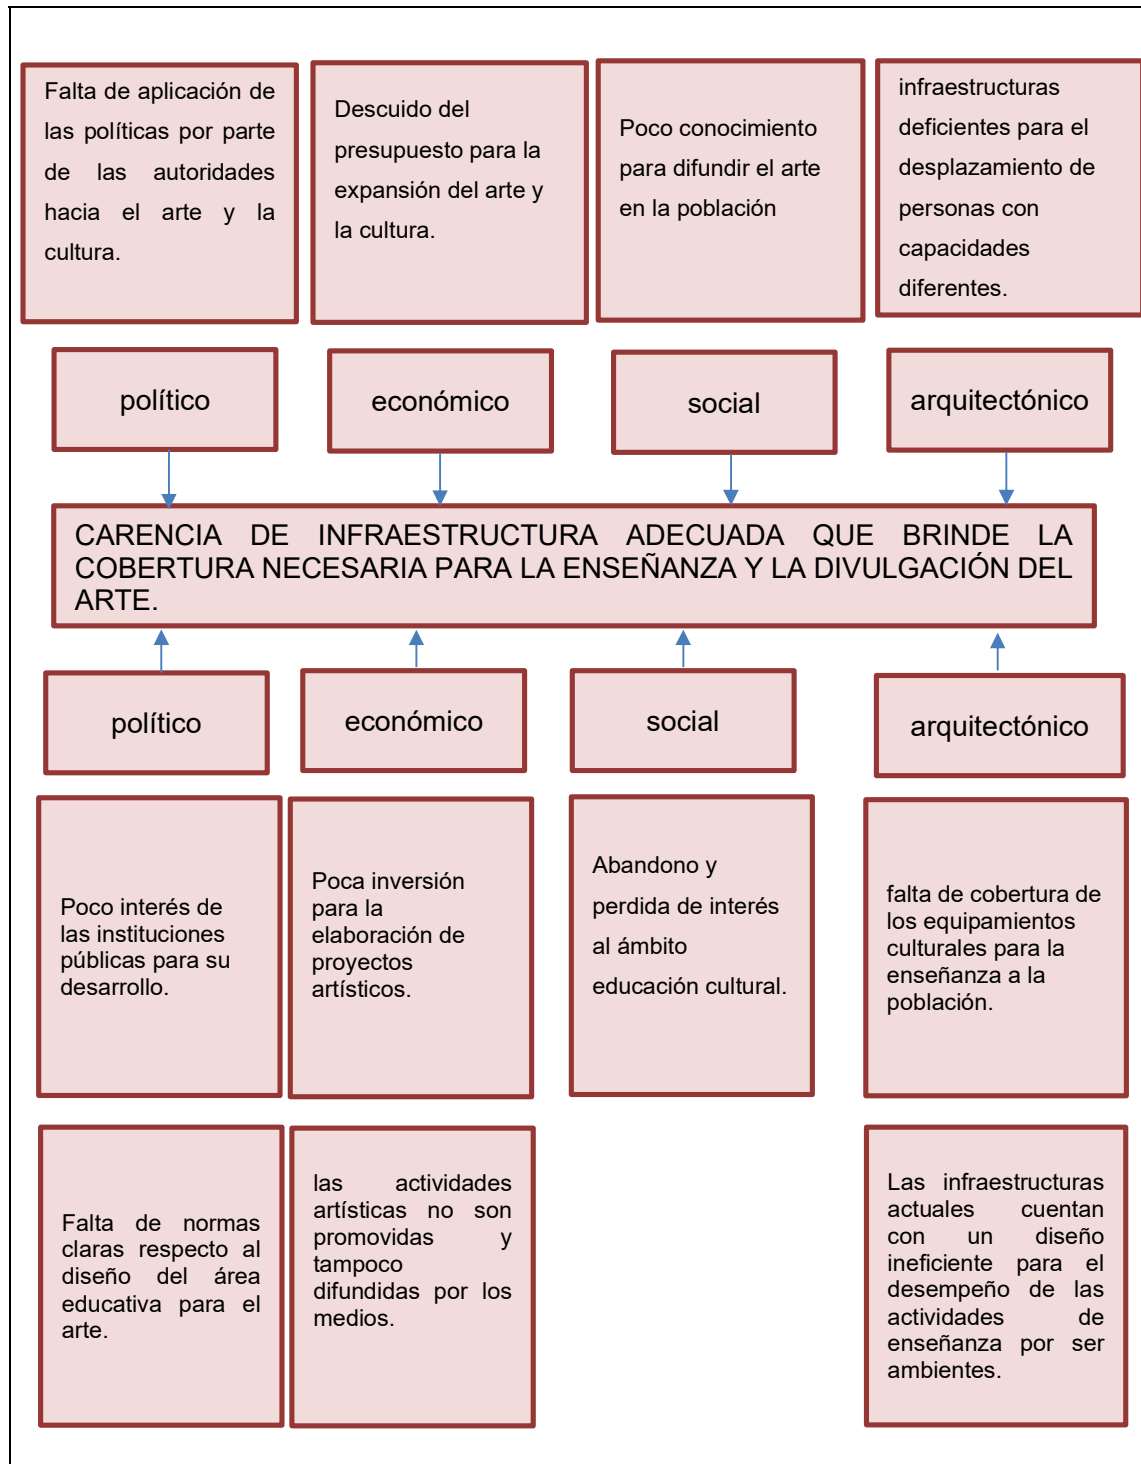 Falta de aplicación de
las políticas por parte
de las autoridades
hacia el arte y la
cultura.
Descuido del
presupuesto para la
expansión del arte y
la cultura.
Poco conocimiento
para difundir el arte
en la población
infraestructuras
deficientes para el
desplazamiento de
personas con
capacidades
diferentes.
político
económico
social
arquitectónico
CARENCIA DE INFRAESTRUCTURA ADECUADA QUE BRINDE LA
COBERTURA NECESARIA PARA LA ENSEÑANZA Y LA DIVULGACIÓN DEL
ARTE.
político
económico
social
arquitectónico
Poco interés de
las instituciones
públicas para su
desarrollo.
Poca inversión
para la
elaboración de
proyectos
artísticos.
Abandono y
perdida de interés
al ámbito
educación cultural.
falta de cobertura de
los equipamientos
culturales para la
enseñanza a la
población.
Falta de normas
claras respecto al
diseño del área
educativa para el
arte.
las actividades
artísticas no son
promovidas y
tampoco
difundidas por los
medios.
Las infraestructuras
actuales cuentan
con un diseño
ineficiente para el
desempeño de las
actividades de
enseñanza por ser
ambientes.